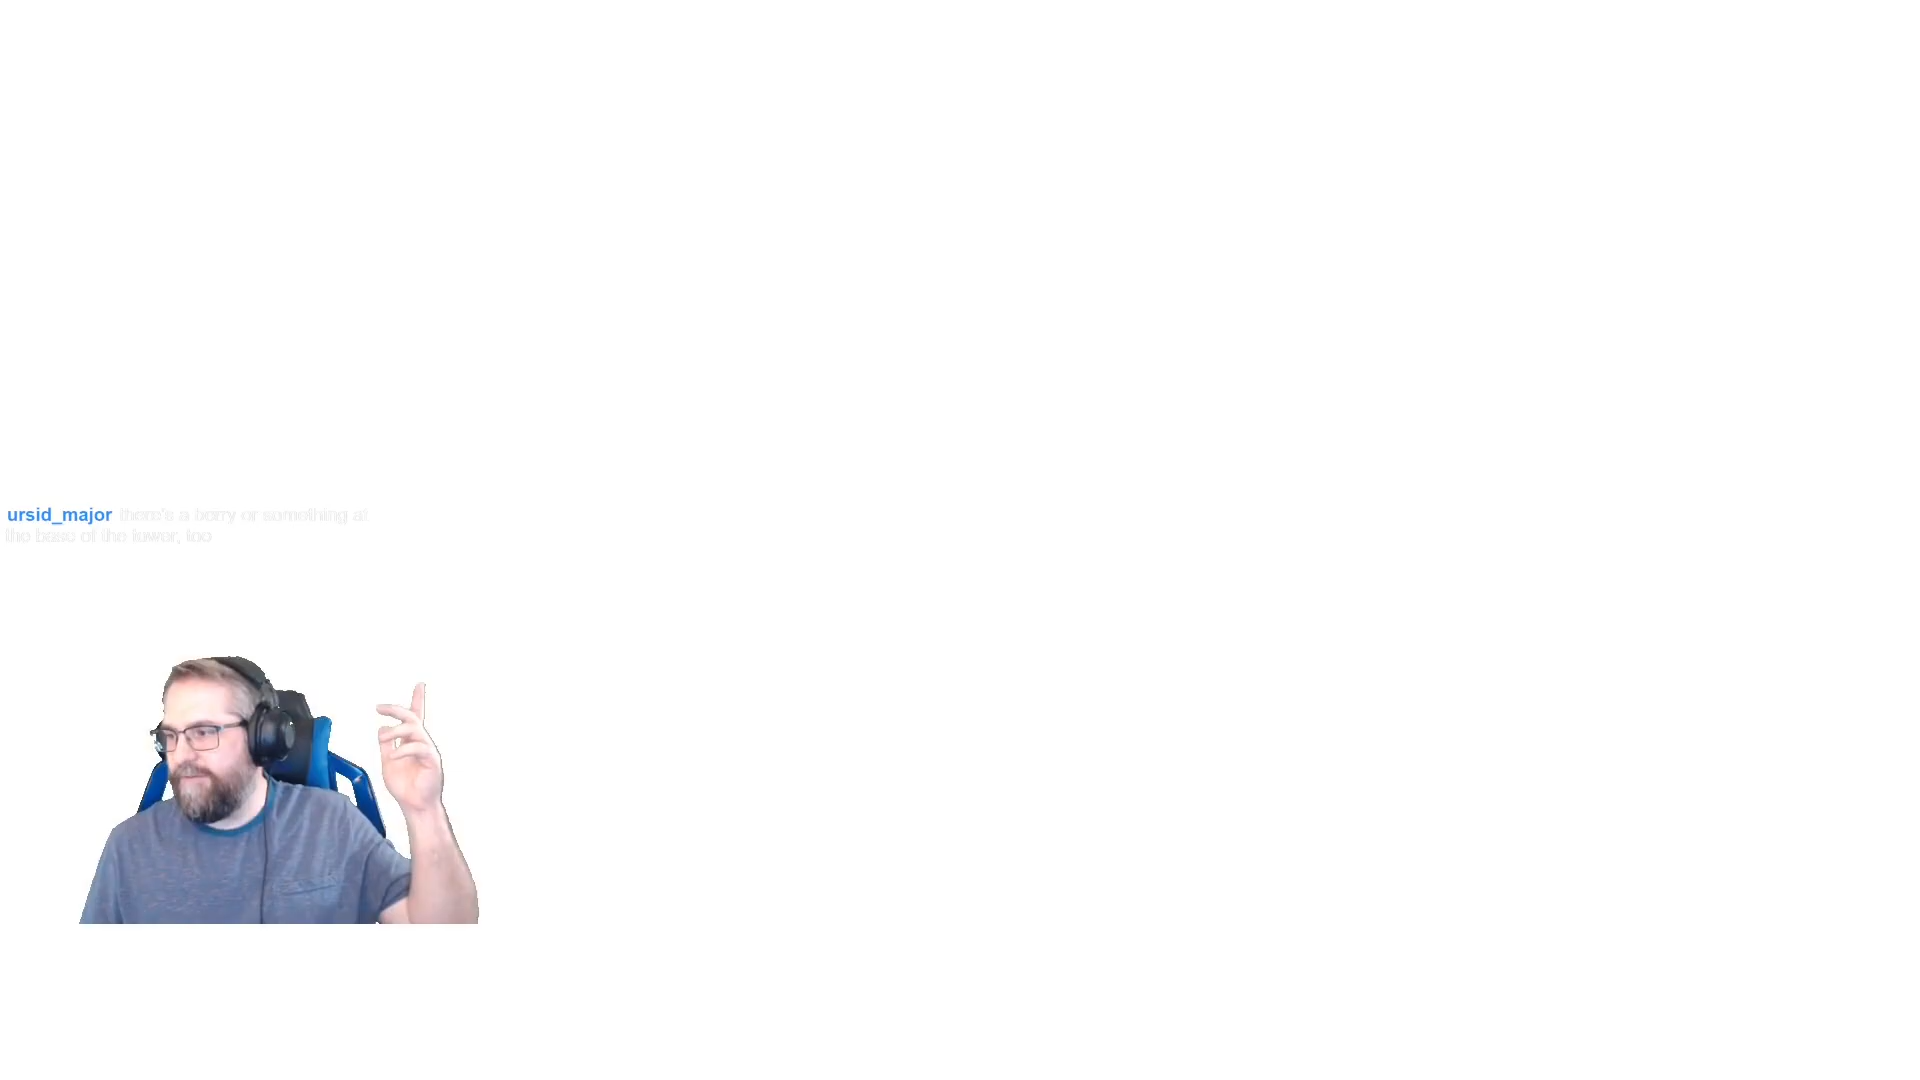 ursid_major there's a berry or something at
the base of the tower, too